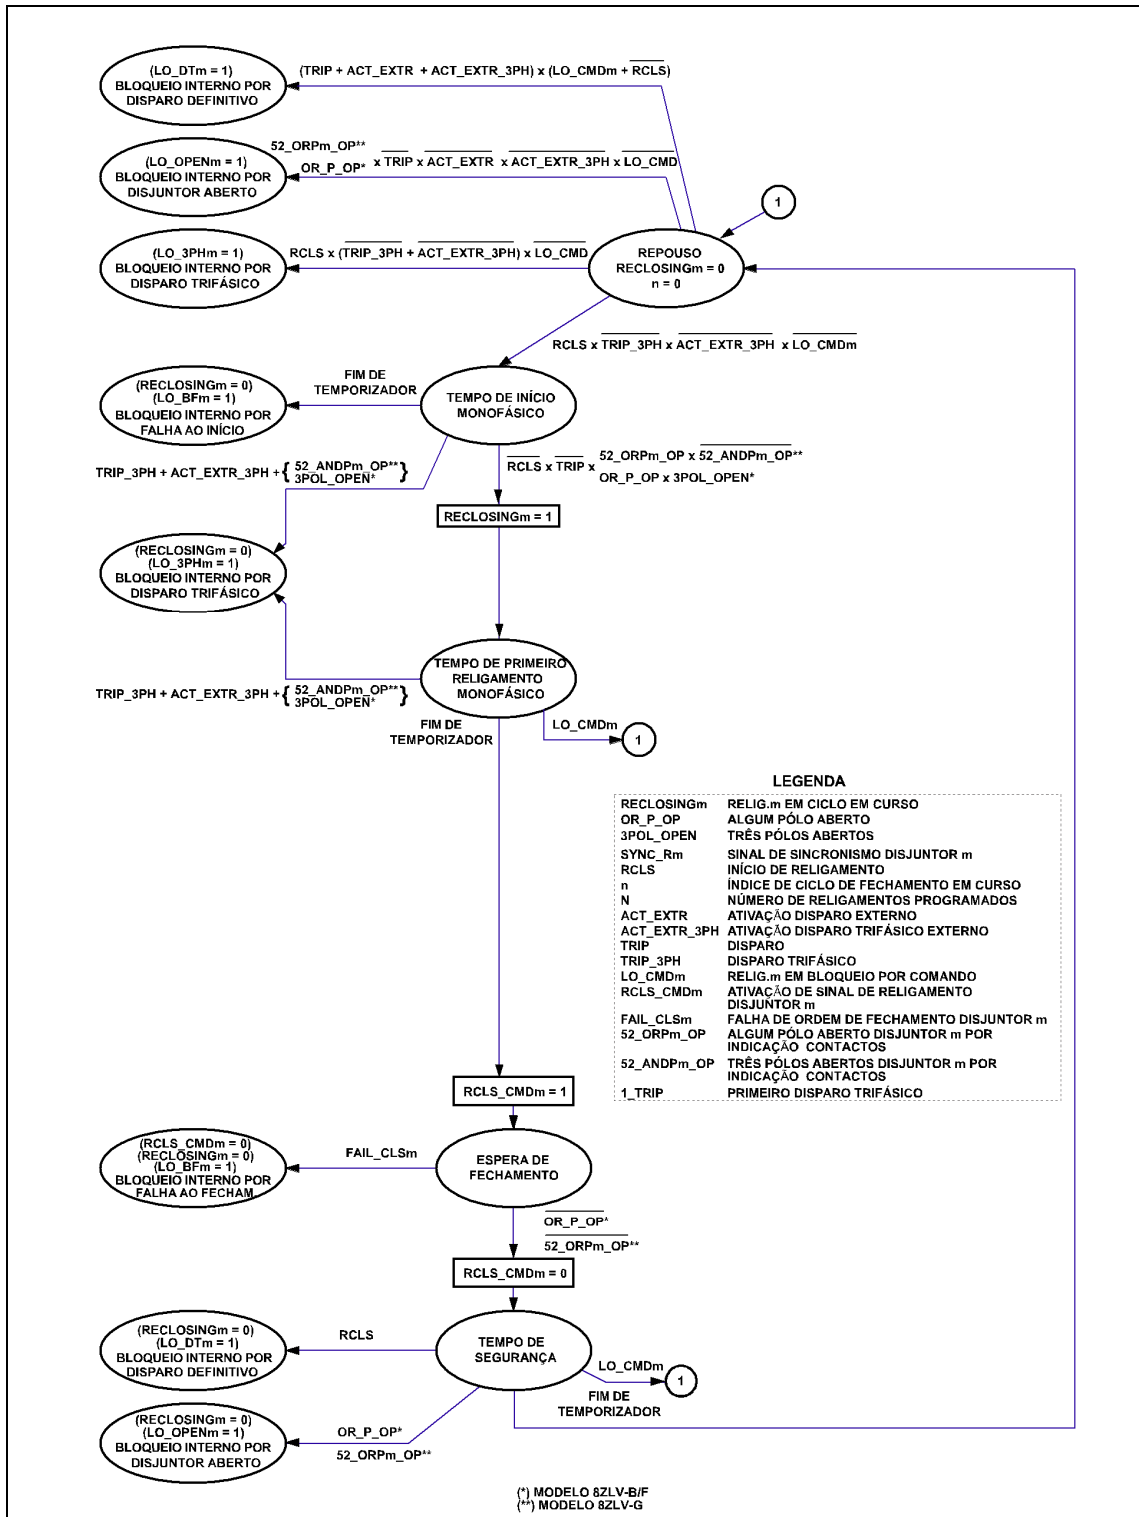 (LO_DTm = 1)
BLOQUEIO INTERNO POR
DISPARO DEFINITIVO
(TRIP + ACT_EXTR + ACT_EXTR_3PH) x (LO_CMDm + RCLS)
52_ORPm_OP**
OR_P_OP*
x TRIP x ACT_EXTR x ACT_EXTR_3PH x LO_CMD
(LO_OPENm = 1)
BLOQUEIO INTERNO POR
DISJUNTOR ABERTO
1
(LO_3PHm = 1)
BLOQUEIO INTERNO POR
DISPARO TRIFÁSICO
RCLS x (TRIP_3PH + ACT_EXTR_3PH) x LO_CMD
REPOUSO
RECLOSINGm = 0
n = 0
RCLS x TRIP_3PH x ACT_EXTR_3PH x LO_CMDm
(RECLOSINGm = 0)
(LO_BFm = 1)
BLOQUEIO INTERNO POR
FALHA AO INÍCIO
FIM DE
TEMPORIZADOR
TEMPO DE INÍCIO
MONOFÁSICO
TRIP_3PH + ACT_EXTR_3PH + { 52_ANDPm_OP** }
3POL_OPEN*
RCLS x TRIP x
52_ORPm_OP x 52_ANDPm_OP**
OR_P_OP x 3POL_OPEN*
RECLOSINGm = 1
(RECLOSINGm = 0)
(LO_3PHm = 1)
BLOQUEIO INTERNO POR
DISPARO TRIFÁSICO
TEMPO DE PRIMEIRO
RELIGAMENTO
MONOFÁSICO
TRIP_3PH + ACT_EXTR_3PH + { 52_ANDPm_OP** }
3POL_OPEN*
FIM DE
TEMPORIZADOR
LO_CMDm
1
LEGENDA
RECLOSINGm RELIG.m EM CICLO EM CURSO
OR_P_OP ALGUM PÓLO ABERTO
3POL_OPEN TRÊS PÓLOS ABERTOS
SYNC_Rm SINAL DE SINCRONISMO DISJUNTOR m
RCLS INÍCIO DE RELIGAMENTO
n ÍNDICE DE CICLO DE FECHAMENTO EM CURSO
N NÚMERO DE RELIGAMENTOS PROGRAMADOS
ACT_EXTR ATIVAÇÃO DISPARO EXTERNO
ACT_EXTR_3PH ATIVAÇÃO DISPARO TRIFÁSICO EXTERNO
TRIP DISPARO
TRIP_3PH DISPARO TRIFÁSICO
LO_CMDm RELIG.m EM BLOQUEIO POR COMANDO
RCLS_CMDm ATIVAÇÃO DE SINAL DE RELIGAMENTO
DISJUNTOR m
FAIL_CLSm FALHA DE ORDEM DE FECHAMENTO DISJUNTOR m
52_ORPm_OP ALGUM PÓLO ABERTO DISJUNTOR m POR
INDICAÇÃO CONTACTOS
52_ANDPm_OP TRÊS PÓLOS ABERTOS DISJUNTOR m POR
INDICAÇÃO CONTACTOS
1_TRIP PRIMEIRO DISPARO TRIFÁSICO
RCLS_CMDm = 1
(RCLS_CMDm = 0)
(RECLOSINGm = 0)
(LO_BFm = 1)
BLOQUEIO INTERNO POR
FALHA AO FECHAM.
FAIL_CLSm
ESPERA DE
FECHAMENTO
OR_P_OP*
52_ORPm_OP**
RCLS_CMDm = 0
(RECLOSINGm = 0)
(LO_DTm = 1)
BLOQUEIO INTERNO POR
DISPARO DEFINITIVO
RCLS
TEMPO DE
SEGURANÇA
LO_CMDm
1
FIM DE
TEMPORIZADOR
(RECLOSINGm = 0)
(LO_OPENm = 1)
BLOQUEIO INTERNO POR
DISJUNTOR ABERTO
OR_P_OP*
52_ORPm_OP**
(*) MODELO 8ZLV-B/F
(**) MODELO 8ZLV-G